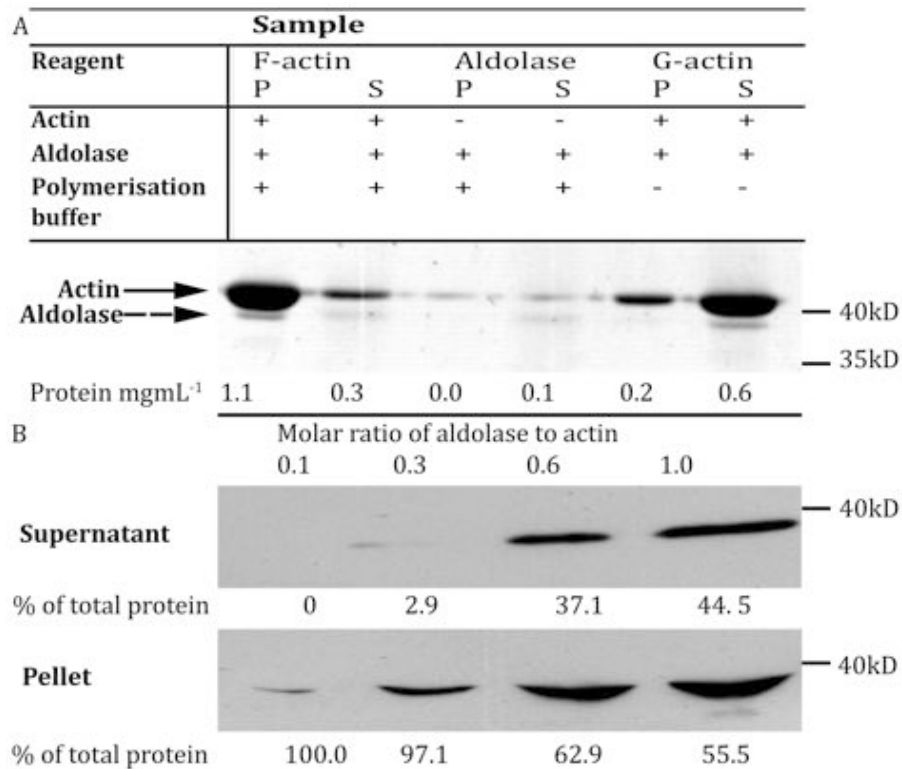 A
Sample
Reagent F-actin Aldolase G-actin
P S P S P S
Actin + + - - + +
Aldolase + + + + + +
Polymerisation + + + + - -
buffer
Actin
Aldolase
40kD
35kD
Protein mgmL-1 1.1 0.3 0.0 0.1 0.2 0.6
B Molar ratio of aldolase to actin
0.1 0.3 0.6 1.0
40kD
Supernatant
% of total protein 0 2.9 37.1 44. 5
40kD
Pellet
% of total protein 100.0 97.1 62.9 55.5